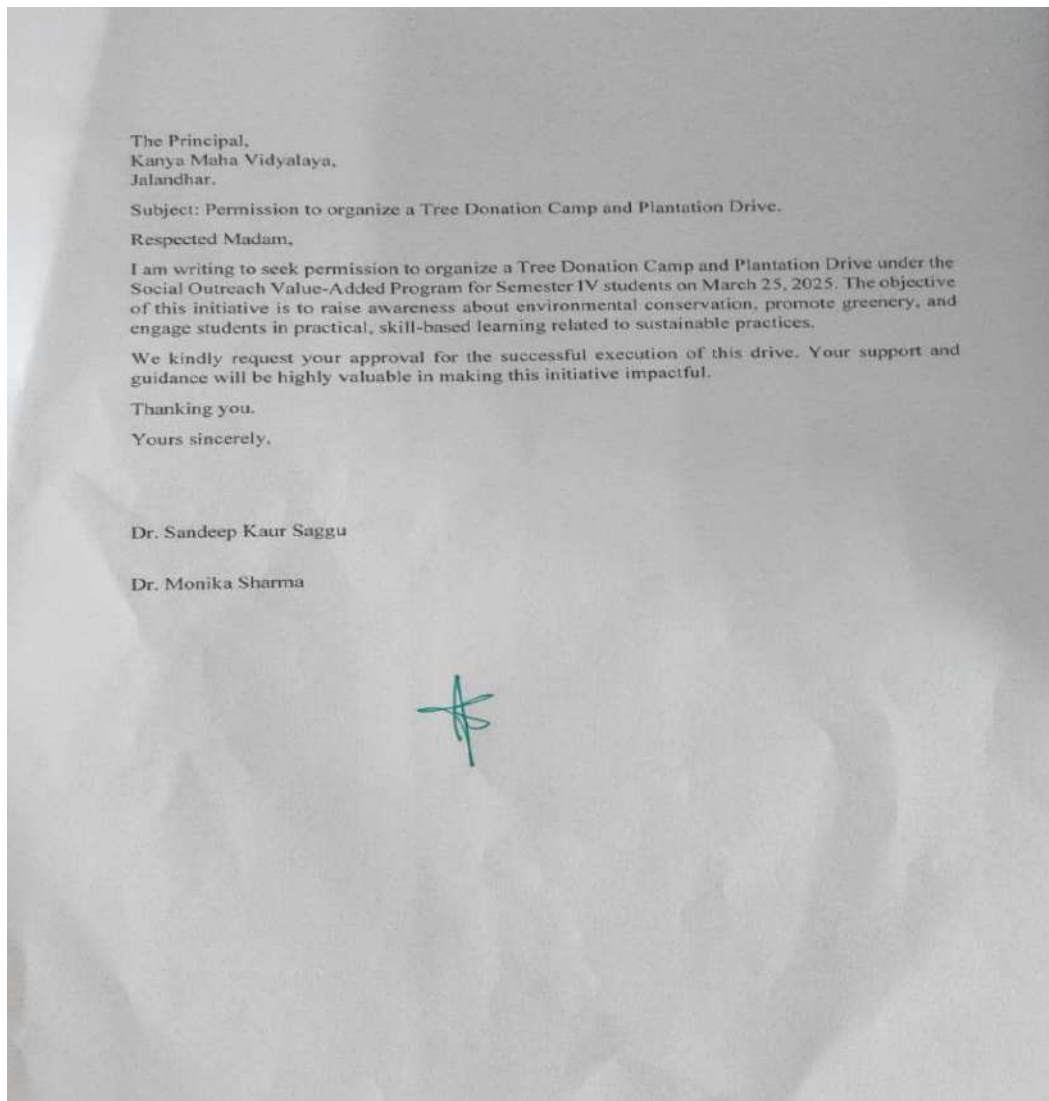 The Principal,
Kanya Maha Vidyalaya,
Jalandhar.
Subject: Permission to organize a Tree Donation Camp and Plantation Drive.
Respected Madam,
I am writing to seek permission to organize a Tree Donation Camp and Plantation Drive under the
Social Outreach Value-Added Program for Semester IV students on March 25, 2025. The objective
of this initiative is to raise awareness about environmental conservation, promote greenery, and
engage students in practical, skill-based learning related to sustainable practices.
We kindly request your approval for the successful execution of this drive. Your support and
guidance will be highly valuable in making this initiative impactful.
Thanking you.
Yours sincerely,
Dr. Sandeep Kaur Saggu
Dr. Monika Sharma